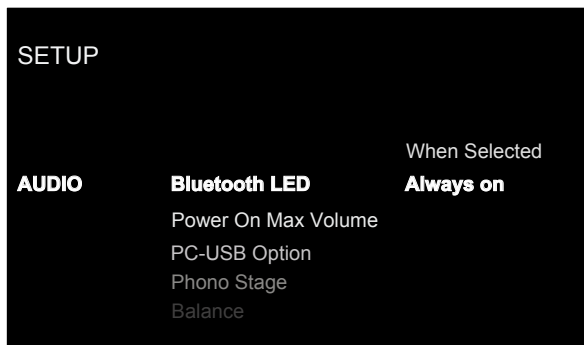 SETUP
When Selected
AUDIO Bluetooth LED Always on
Power On Max Volume
PC-USB Option
Phono Stage
Balance